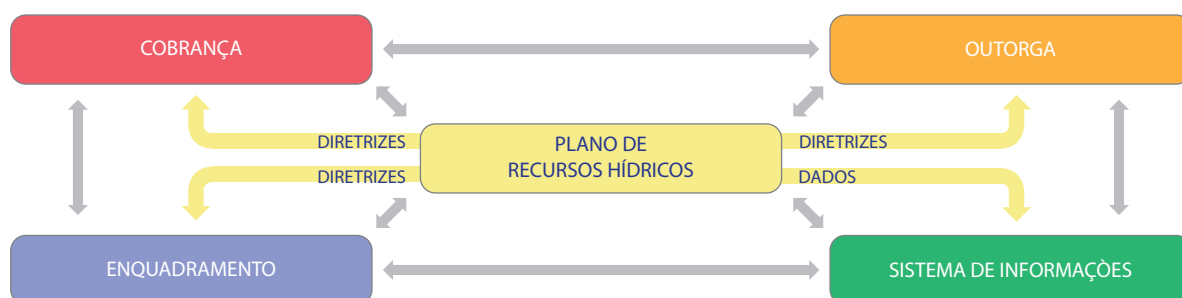 COBRANÇA
OUTORGA
DIRETRIZES
PLANO DE
RECURSOS HÍDRICOS
DIRETRIZES
DIRETRIZES
DADOS
ENQUADRAMENTO
SISTEMA DE INFORMAÇÒES